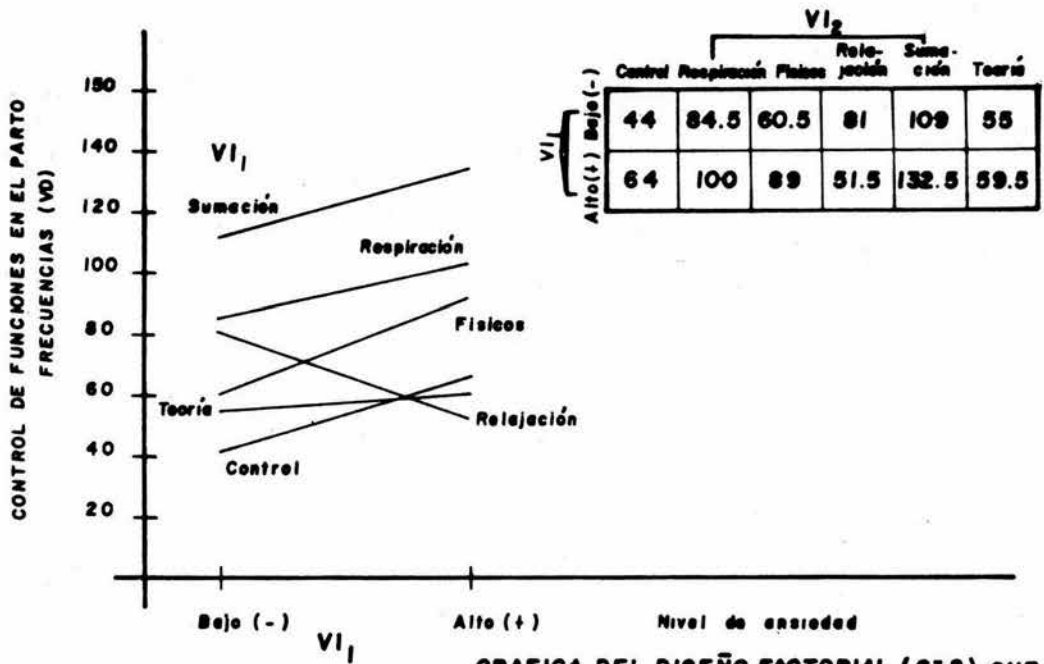 VI2
Control Respiración Físicos Rela- jación Suma- ción Teoría
VI1 Bajo (-) 44 84.5 60.5 81 109 55
Alto (+) 64 100 89 51.5 132.5 59.5
CONTROL DE FUNCIONES EN EL PARTO
FRECUENCIAS (VD)
150
140
120
100
80
60
40
20
VI1
Sumación
Respiración
Físicos
Teoría
Relajación
Control
Bajo (-)
Alto (+)
Nivel de ansiedad
VI1